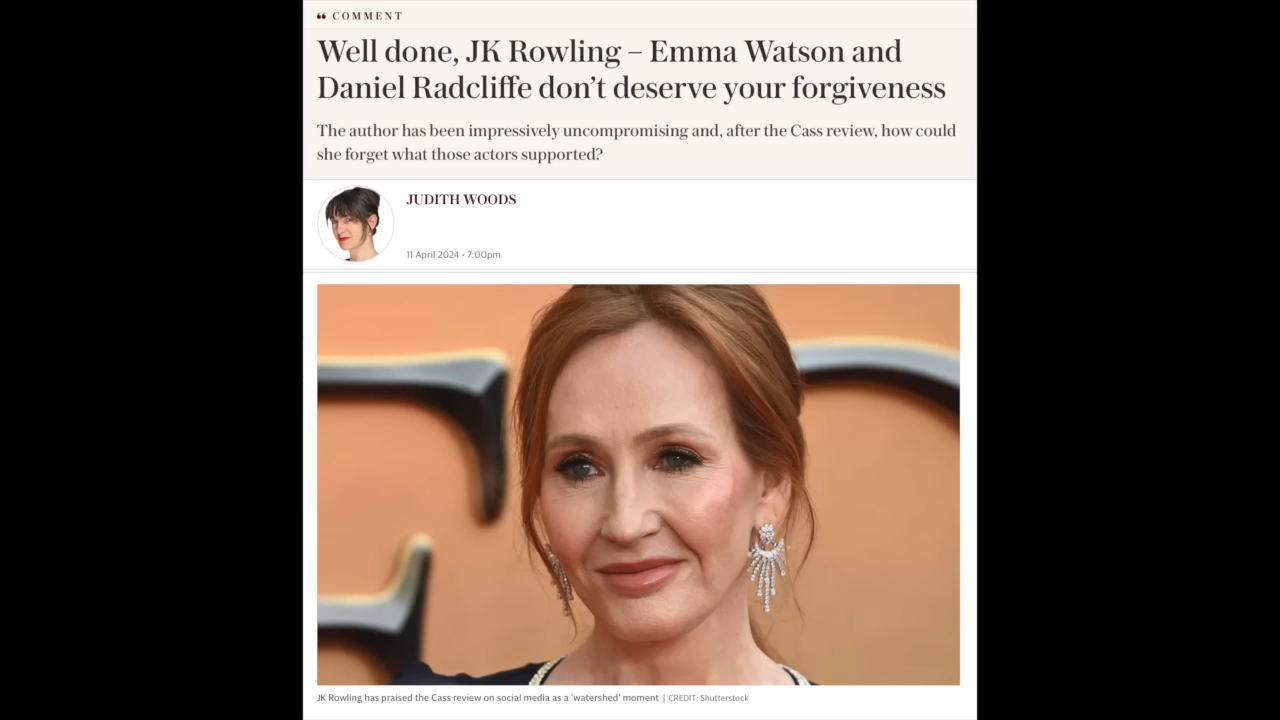 ❝ COMMENT
Well done, JK Rowling – Emma Watson and
Daniel Radcliffe don’t deserve your forgiveness
The author has been impressively uncompromising and, after the Cass review, how could
she forget what those actors supported?
JUDITH WOODS
11 April 2024 • 7:00pm
JK Rowling has praised the Cass review on social media as a ‘watershed’ moment | CREDIT: Shutterstock